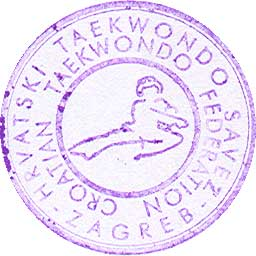 HRVATSKI TAEKWONDO SAVEZ
- ZAGREB -
CROATIAN TAEKWONDO FEDERATION